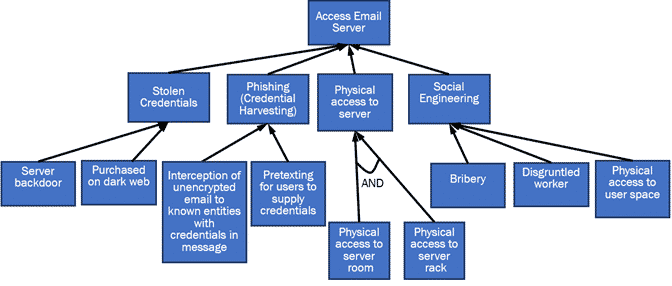 Access Email
Server
Stolen
Credentials
Phishing
(Credential
Harvesting)
Physical
access to
server
Social
Engineering
Server
backdoor
Purchased
on dark web
Interception of
unencrypted
email to
known entities
with
credentials in
message
Pretexting
for users to
supply
credentials
AND
Bribery
Disgruntled
worker
Physical
access to
user space
Physical
access to
server
room
Physical
access to
server
rack